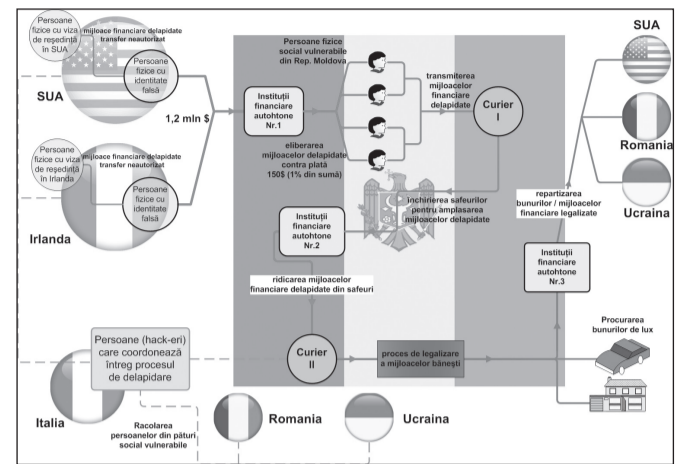 Persoane
fizice cu viza
de reședință
în SUA
mijloace financiare delapidate
transfer neautorizat
Persoane
fizice cu
identitate
falsă
SUA
1,2 mln $
Persoane
fizice cu viza
de reședință
în Irlanda
mijloace financiare delapidate
transfer neautorizat
Persoane
fizice cu
identitate
falsă
Irlanda
Instituții
financiare
autohtone
Nr.1
Persoane fizice
social vulnerabile
din Rep. Moldova
eliberarea
mijloacelor delapidate
contra plată
150$ (1% din sumă)
transmiterea
mijloacelor
financiare
delapidate
Curier
I
închirierea safeurilor
pentru amplasarea
mijloacelor delapidate
Instituții
financiare
autohtone
Nr.2
ridicarea mijloacelor
financiare delapidate din safeuri
Curier
II
proces de legalizare
a mijloacelor bănești
SUA
Romania
Ucraina
repartizarea
bunurilor / mijloacelor
financiare legalizate
Instituții
financiare
autohtone
Nr.3
Procurarea
bunurilor de lux
Persoane (hack-eri)
care coordonează
întreg procesul
de delapidare
Italia
Racolarea
persoanelor din pături
social vulnerabile
Romania
Ucraina